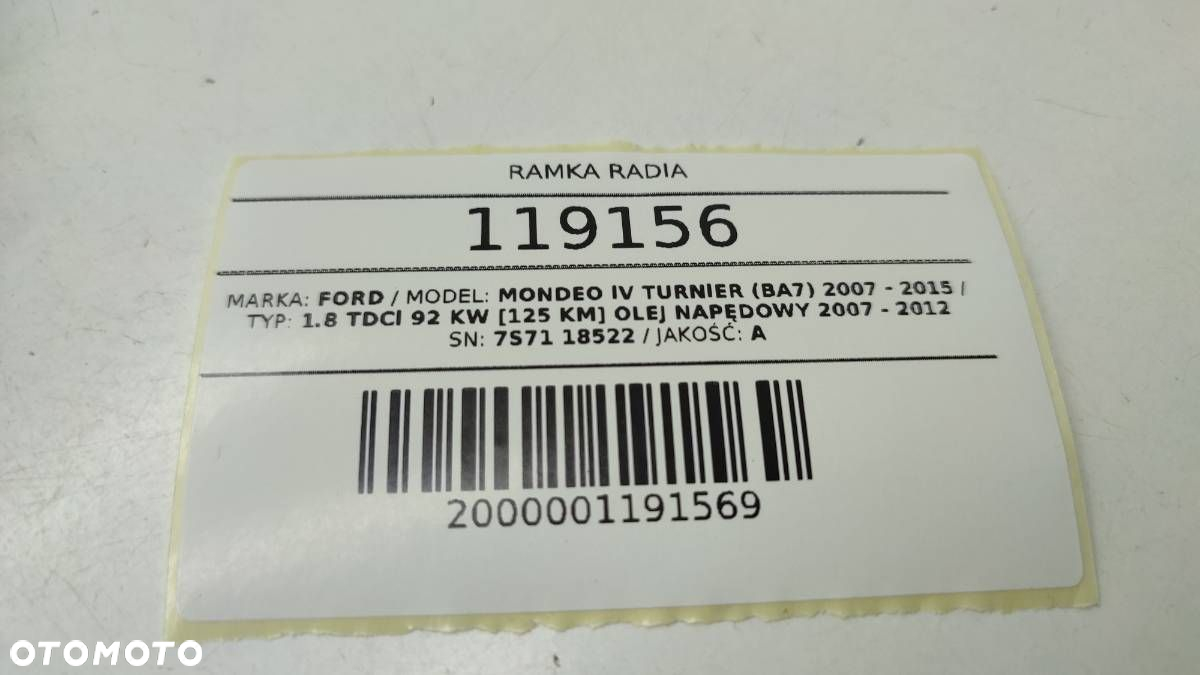 RAMKA RADIA
119156
MARKA: FORD / MODEL: MONDEO IV TURNIER (BA7) 2007 - 2015 /
TYP: 1.8 TDCI 92 KW [125 KM] OLEJ NAPĘDOWY 2007 - 2012
SN: 7S71 18522 / JAKOŚĆ: A
2000001191569
OTOMOTO